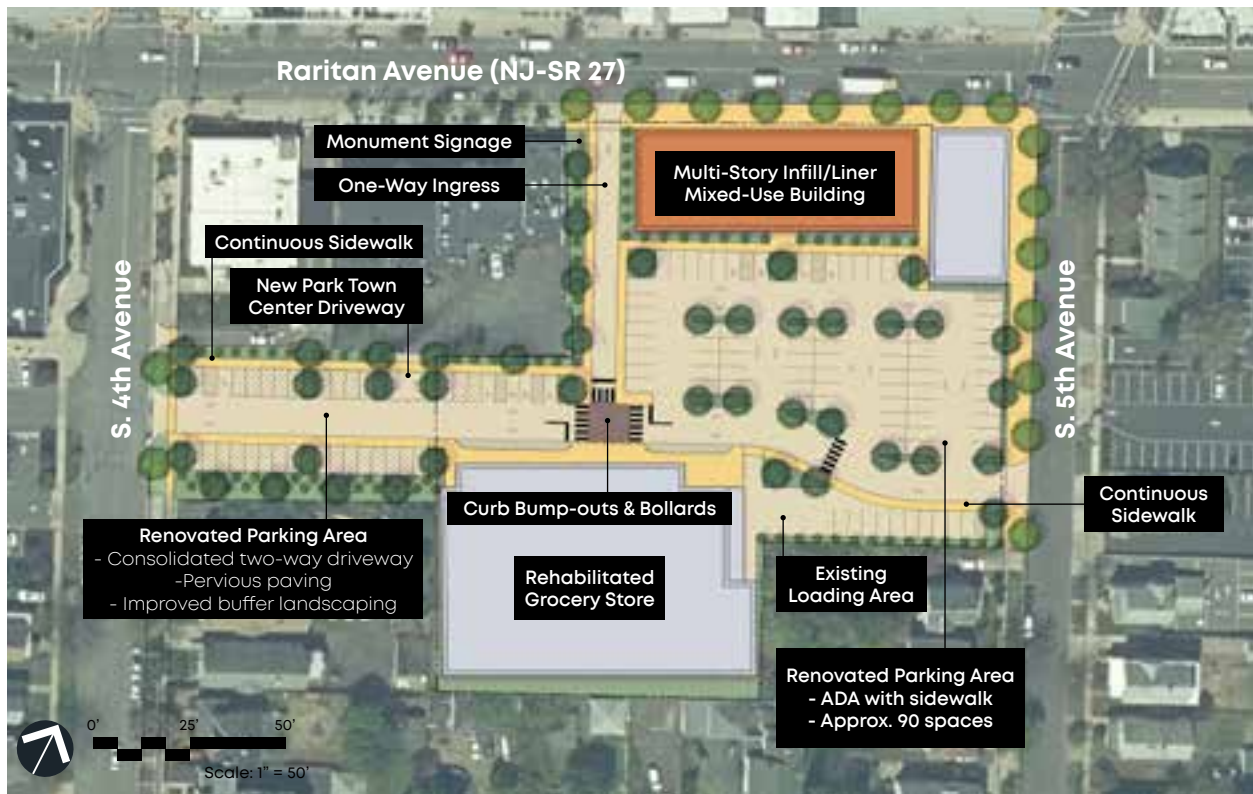 Raritan Avenue (NJ-SR 27)
Monument Signage
One-Way Ingress
Multi-Story Infill/Liner
Mixed-Use Building
Continuous Sidewalk
New Park Town
Center Driveway
S. 4th Avenue
S. 5th Avenue
Curb Bump-outs & Bollards
Continuous
Sidewalk
Renovated Parking Area
- Consolidated two-way driveway
-Pervious paving
- Improved buffer landscaping
Rehabilitated
Grocery Store
Existing
Loading Area
Renovated Parking Area
- ADA with sidewalk
- Approx. 90 spaces
0' 25' 50'
Scale: 1" = 50'